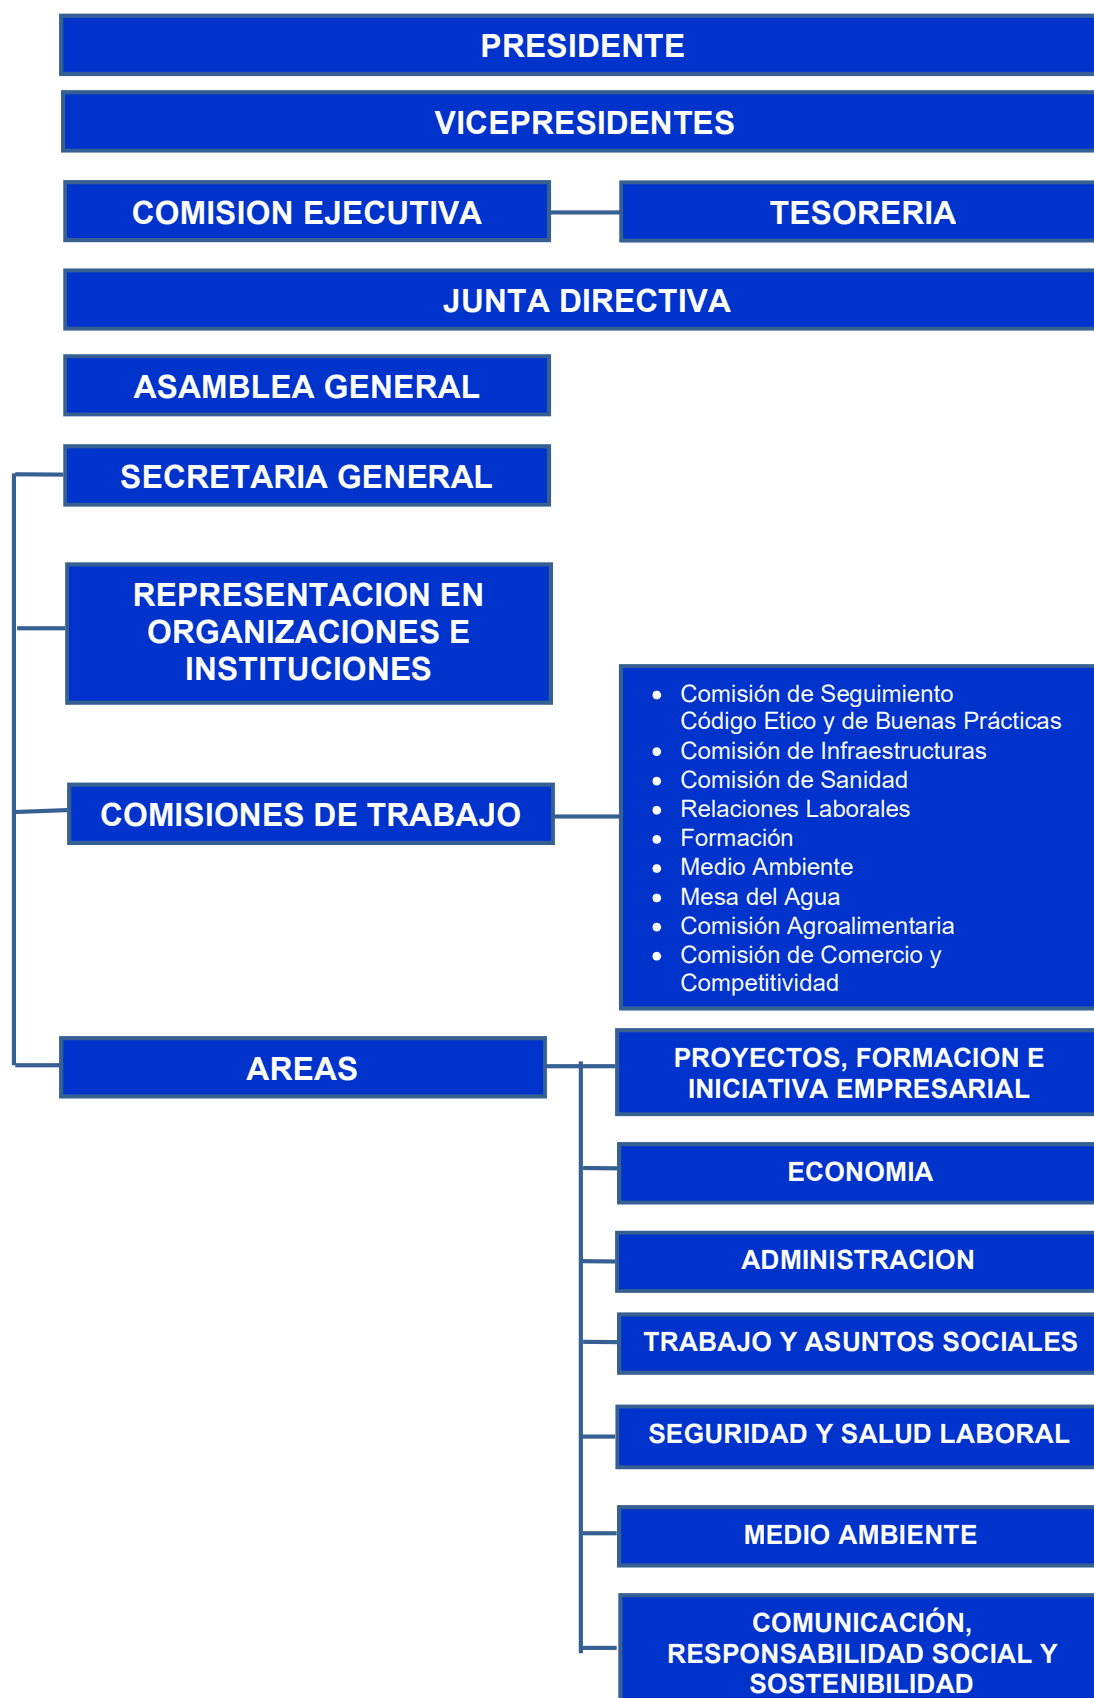 PRESIDENTE
VICEPRESIDENTES
COMISION EJECUTIVA
TESORERIA
JUNTA DIRECTIVA
ASAMBLEA GENERAL
SECRETARIA GENERAL
REPRESENTACION EN
ORGANIZACIONES E
INSTITUCIONES
COMISIONES DE TRABAJO
• Comisión de Seguimiento
Código Etico y de Buenas Prácticas
• Comisión de Infraestructuras
• Comisión de Sanidad
• Relaciones Laborales
• Formación
• Medio Ambiente
• Mesa del Agua
• Comisión Agroalimentaria
• Comisión de Comercio y
Competitividad
AREAS
PROYECTOS, FORMACION E
INICIATIVA EMPRESARIAL
ECONOMIA
ADMINISTRACION
TRABAJO Y ASUNTOS SOCIALES
SEGURIDAD Y SALUD LABORAL
MEDIO AMBIENTE
COMUNICACIÓN,
RESPONSABILIDAD SOCIAL Y
SOSTENIBILIDAD